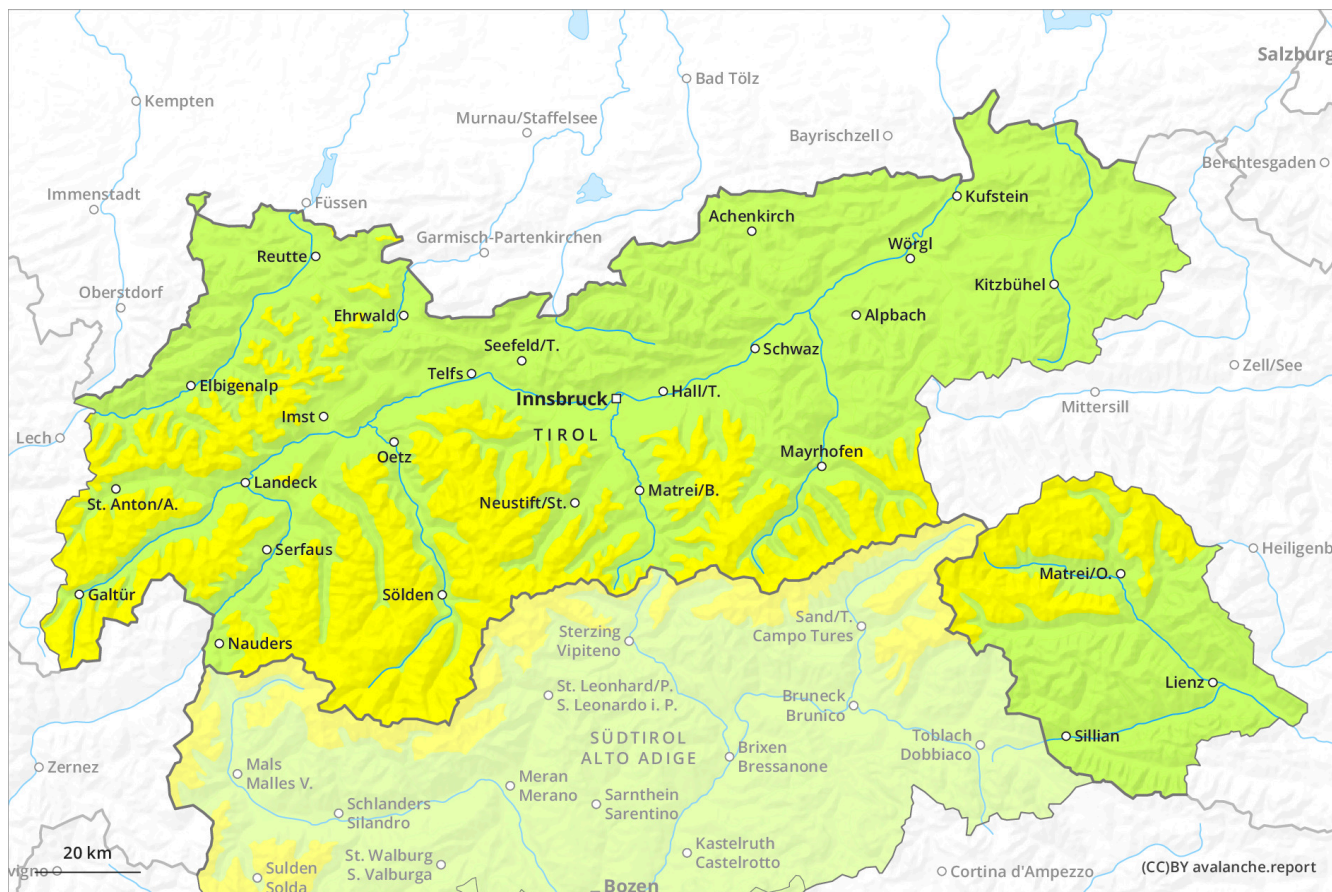 Salzburg
Bad Tölz
Kempten
Murnau/Staffelsee
Bayrischzell
Berchtesgaden
Immenstadt
Füssen
Kufstein
Achenkirch
Garmisch-Partenkirchen
Wörgl
Reutte
Kitzbühel
Oberstdorf
Ehrwald
Alpbach
Seefeld/T.
Schwaz
Zell/See
Telfs
Elbigenalp
Innsbruck
Hall/T.
Mittersill
Imst
TIROL
Lech
Oetz
Mayrhofen
Landeck
Matrei/B.
St. Anton/A.
Neustift/St.
Serfaus
Heiligenb
Matrei/O.
Galtür
Sölden
Sand/T.
Campo Tures
Sterzing
Vipiteno
Nauders
Lienz
St. Leonhard/P.
S. Leonardo i. P.
Bruneck
Brunico
SÜDTIROL
ALTO ADIGE
Toblach
Dobbiaco
Sillian
Brixen
Bressanone
Zernez
Mals
Malles V.
Meran
Merano
Schlanders
Silandro
Sarnthein
Sarentino
Kastelruth
Castelrotto
20 km
St. Walburg
S. Valburga
vigno
Sulden
Solda
Cortina d'Ampezzo
(CC)BY avalanche.report
Bozen